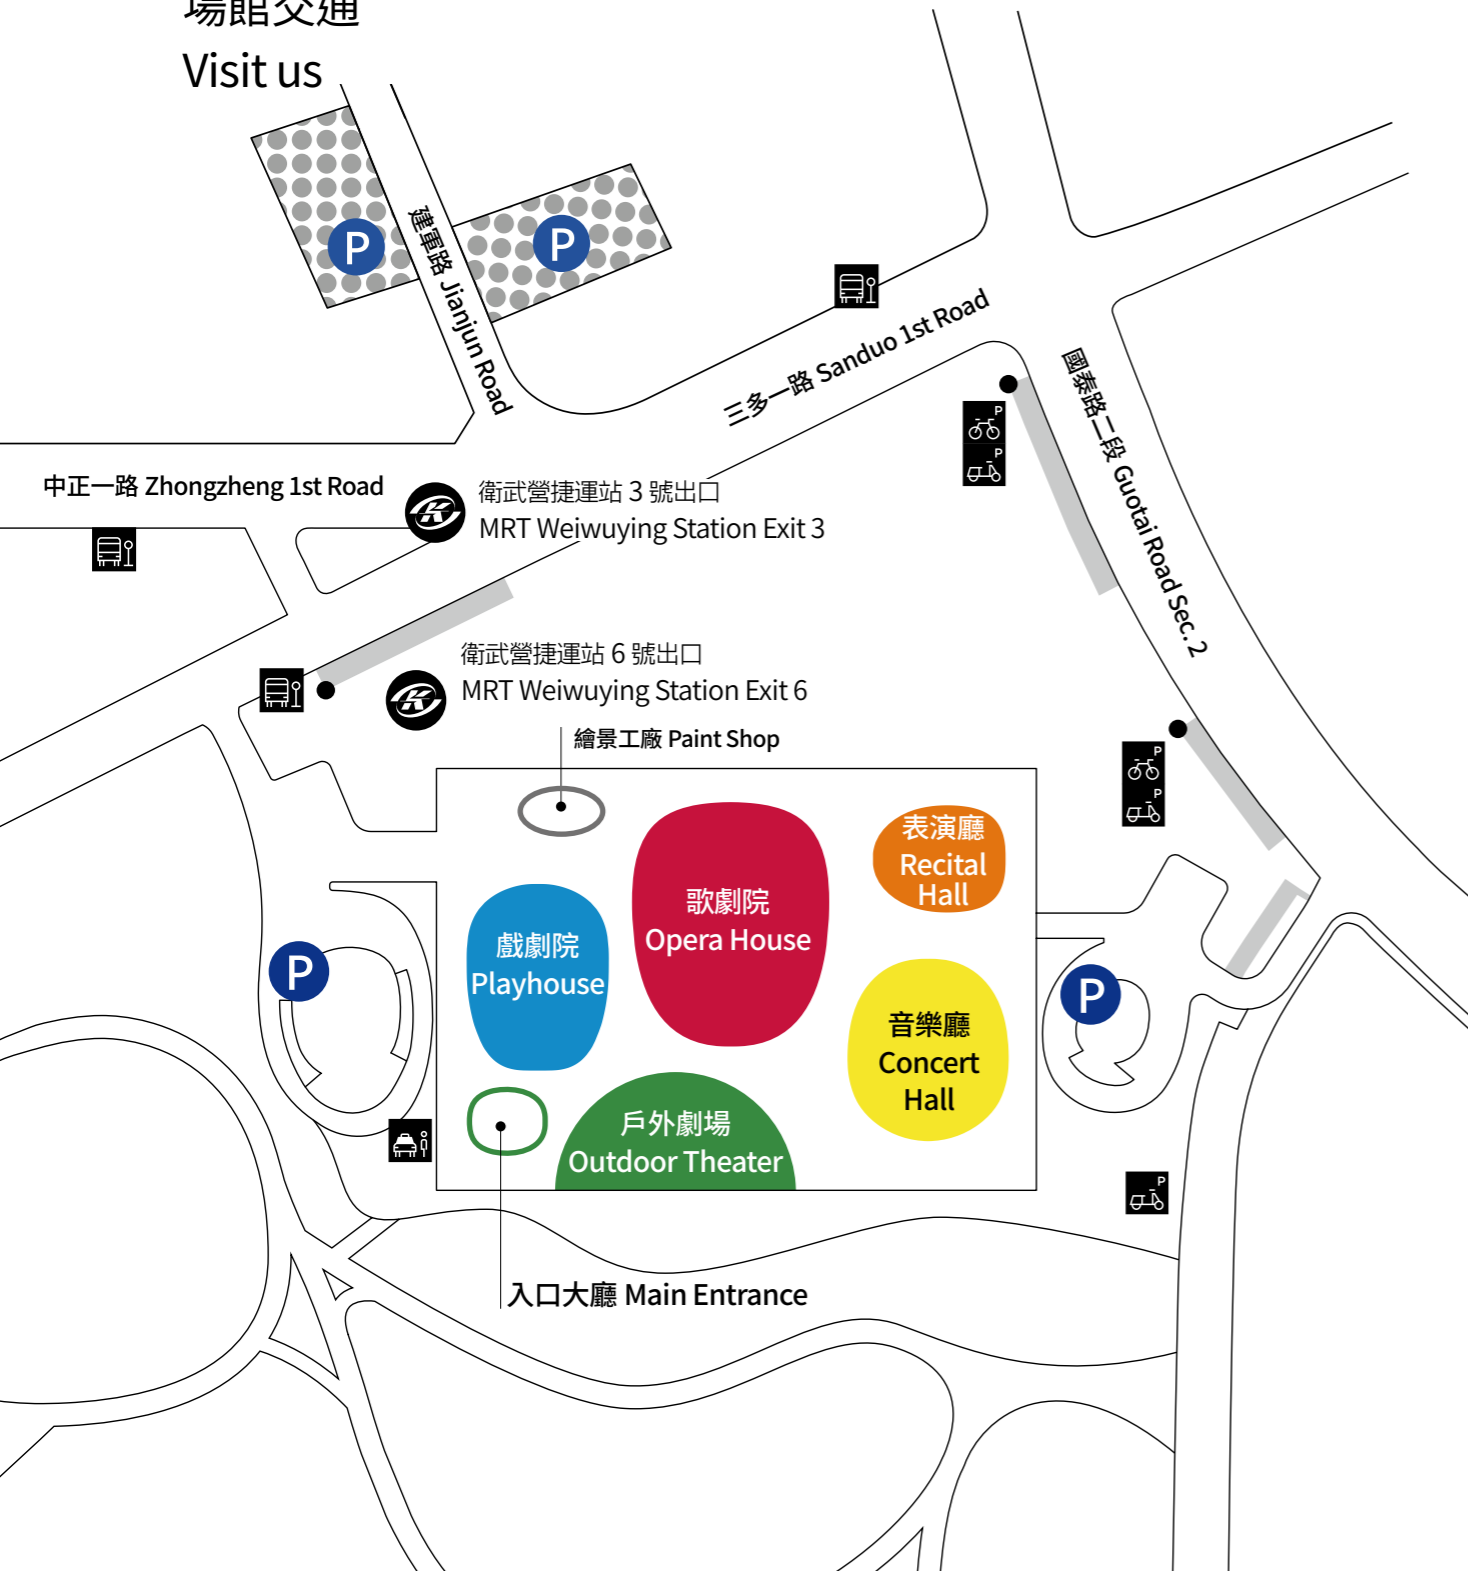 場館交通
Visit us
P
P
建軍路 Jianjun Road
三多一路 Sanduo 1st Road
國泰路二段 Guotai Road Sec. 2
P
P
中正一路 Zhongzheng 1st Road
衛武營捷運站 3 號出口
MRT Weiwuying Station Exit 3
衛武營捷運站 6 號出口
MRT Weiwuying Station Exit 6
繪景工廠 Paint Shop
P
P
表演廳
Recital
Hall
歌劇院
Opera House
戲劇院
Playhouse
P
P
音樂廳
Concert
Hall
戶外劇場
Outdoor Theater
P
入口大廳 Main Entrance